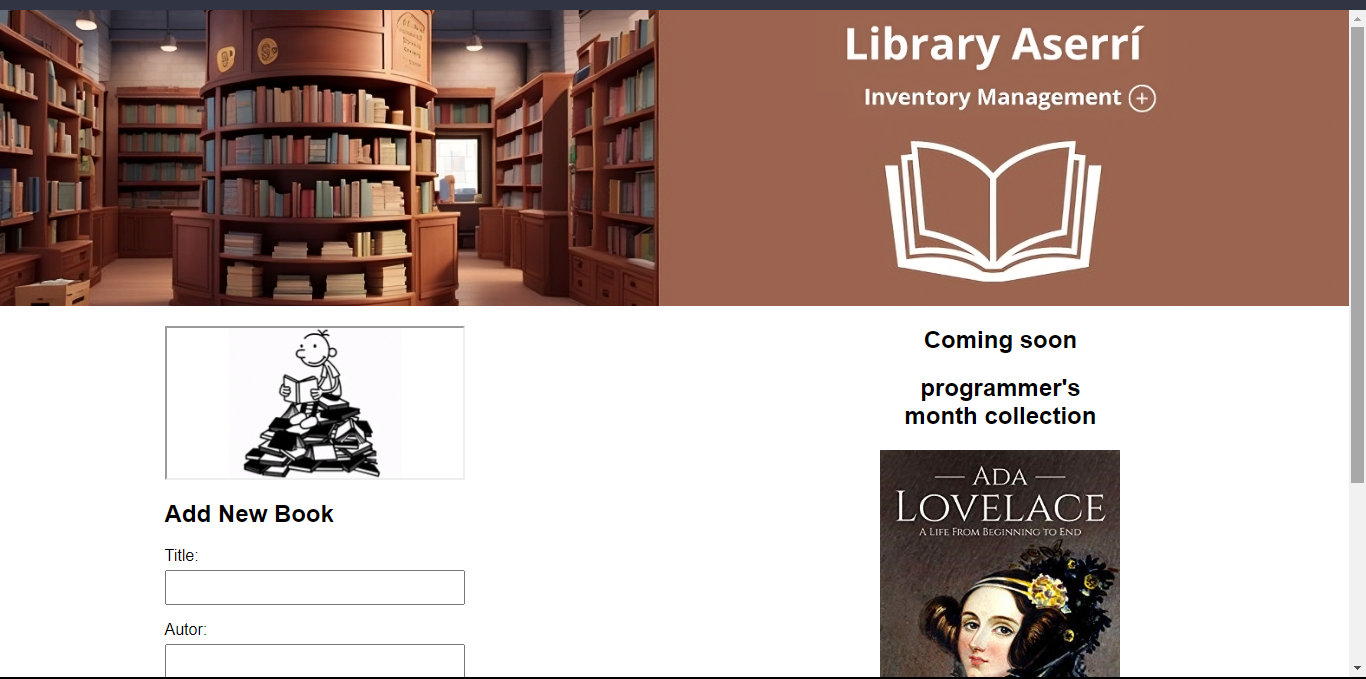 Library Aserrí
Inventory Management
Coming soon
programmer's
month collection
ADA
LOVELACE
A LIFE FROM BEGINNING TO END
Add New Book
Title:
Autor: